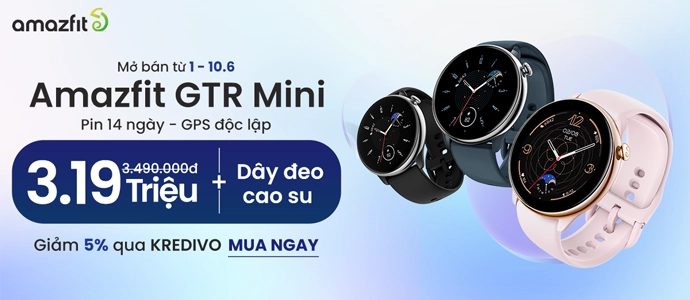 amazfit
Mở bán từ 1 - 10.6
Amazfit GTR Mini
Pin 14 ngày - GPS độc lập
3.490.000đ
3.19 Triệu + Dây đeo
cao su
Giảm 5% qua KREDIVO MUA NGAY